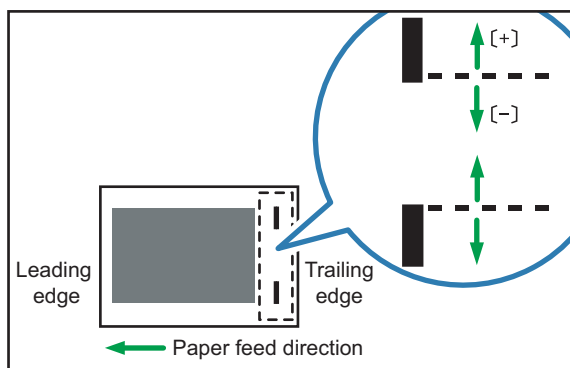 [+]
[−]
Leading
edge
Trailing
edge
Paper feed direction